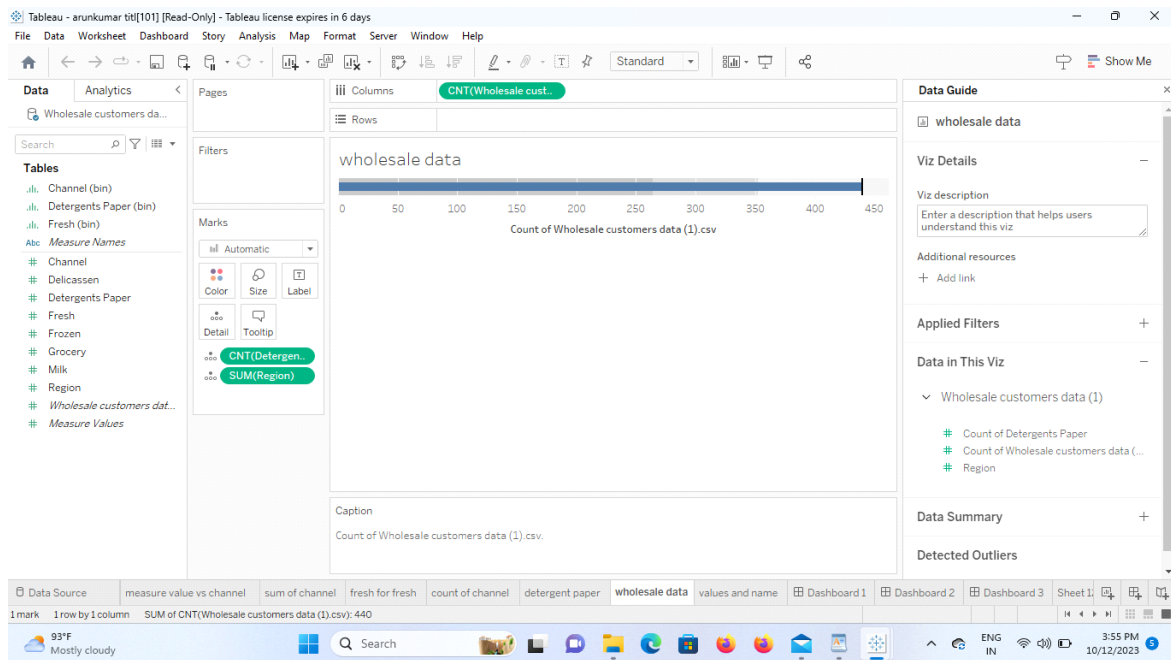 Tableau - arunkumar titl[101] [Read-Only] - Tableau license expires in 6 days
File Data Worksheet Dashboard Story Analysis Map Format Server Window Help
Standard
Show Me
Data Analytics
Wholesale customers da...
Search
Tables
Channel (bin)
Detergents Paper (bin)
Fresh (bin)
Abc Measure Names
# Channel
# Delicassen
# Detergents Paper
# Fresh
# Frozen
# Grocery
# Milk
# Region
# Wholesale customers dat...
# Measure Values
Pages
Filters
Marks
Automatic
Color Size Label
Detail Tooltip
CNT(Detergen..
SUM(Region)
Columns CNT(Wholesale cust..
Rows
wholesale data
0 50 100 150 200 250 300 350 400 450
Count of Wholesale customers data (1).csv
Caption
Count of Wholesale customers data (1).csv.
Data Guide
wholesale data
Viz Details
Viz description
Enter a description that helps users
understand this viz
Additional resources
+ Add link
Applied Filters
Data in This Viz
Wholesale customers data (1)
# Count of Detergents Paper
# Count of Wholesale customers data (...
# Region
Data Summary
Detected Outliers
Data Source measure value vs channel sum of channel fresh for fresh count of channel detergent paper wholesale data values and name Dashboard 1 Dashboard 2 Dashboard 3 Sheet 1
1 mark 1 row by 1 column SUM of CNT(Wholesale customers data (1).csv): 440
93°F
Mostly cloudy
Search
ENG
IN
3:55 PM
10/12/2023
5